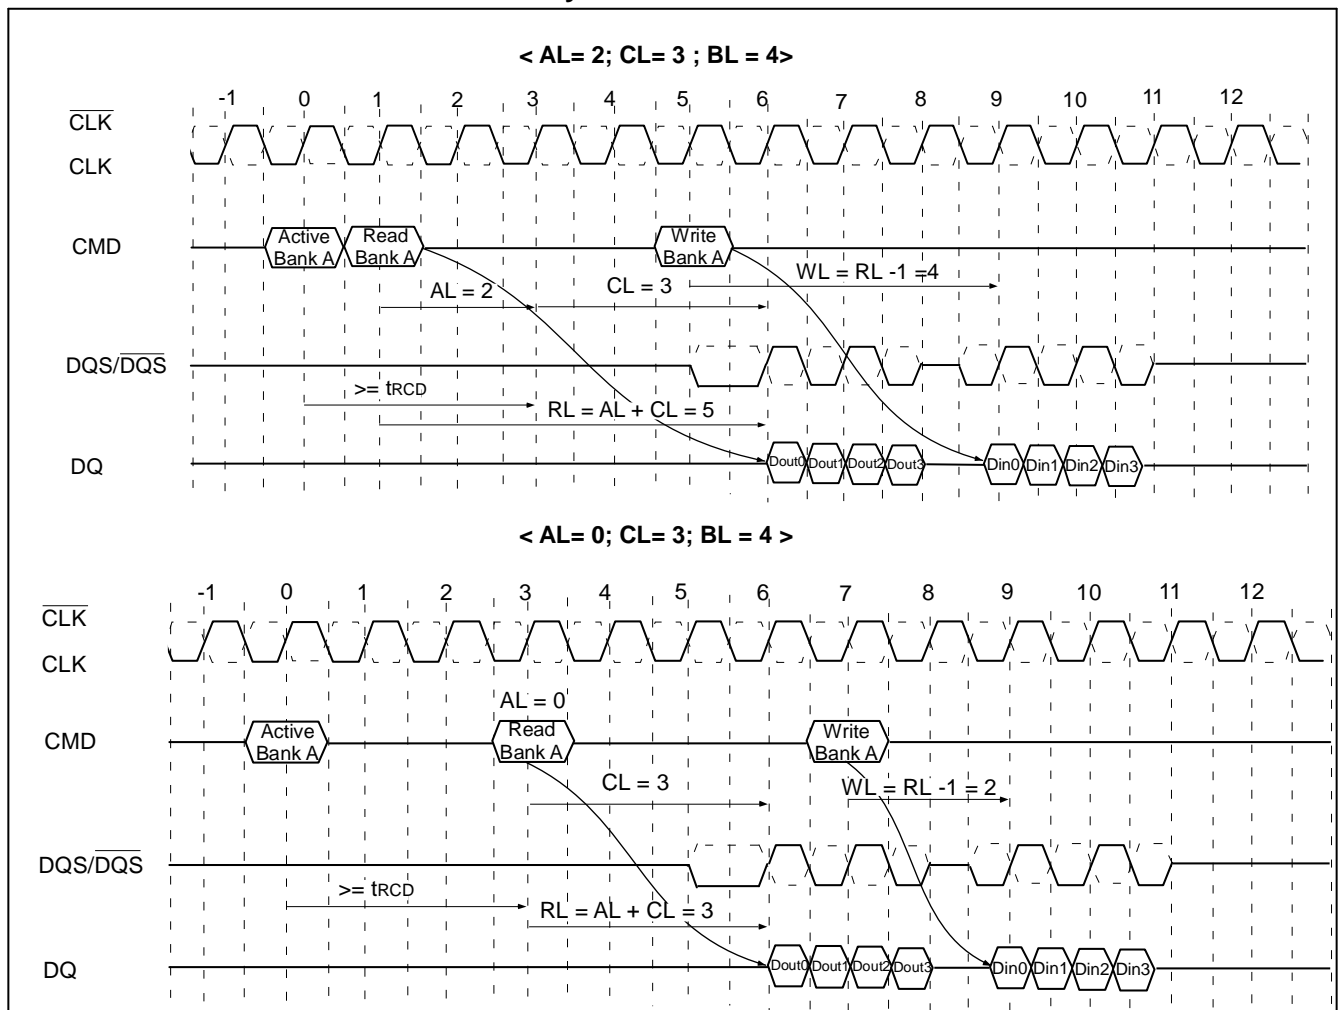 < AL= 2; CL= 3 ; BL = 4>
-1 0 1 2 3 4 5 6 7 8 9 10 11 12
CLK
CLK
CMD
Active
Bank A
Read
Bank A
Write
Bank A
WL = RL -1 =4
AL = 2
CL = 3
DQS/DQS
>= tRCD
RL = AL + CL = 5
DQ
Dout0 Dout1 Dout2 Dout3 Din0 Din1 Din2 Din3
< AL= 0; CL= 3; BL = 4 >
-1 0 1 2 3 4 5 6 7 8 9 10 11 12
CLK
CLK
AL = 0
CMD
Active
Bank A
Read
Bank A
Write
Bank A
CL = 3
WL = RL -1 = 2
DQS/DQS
>= tRCD
RL = AL + CL = 3
DQ
Dout0 Dout1 Dout2 Dout3 Din0 Din1 Din2 Din3